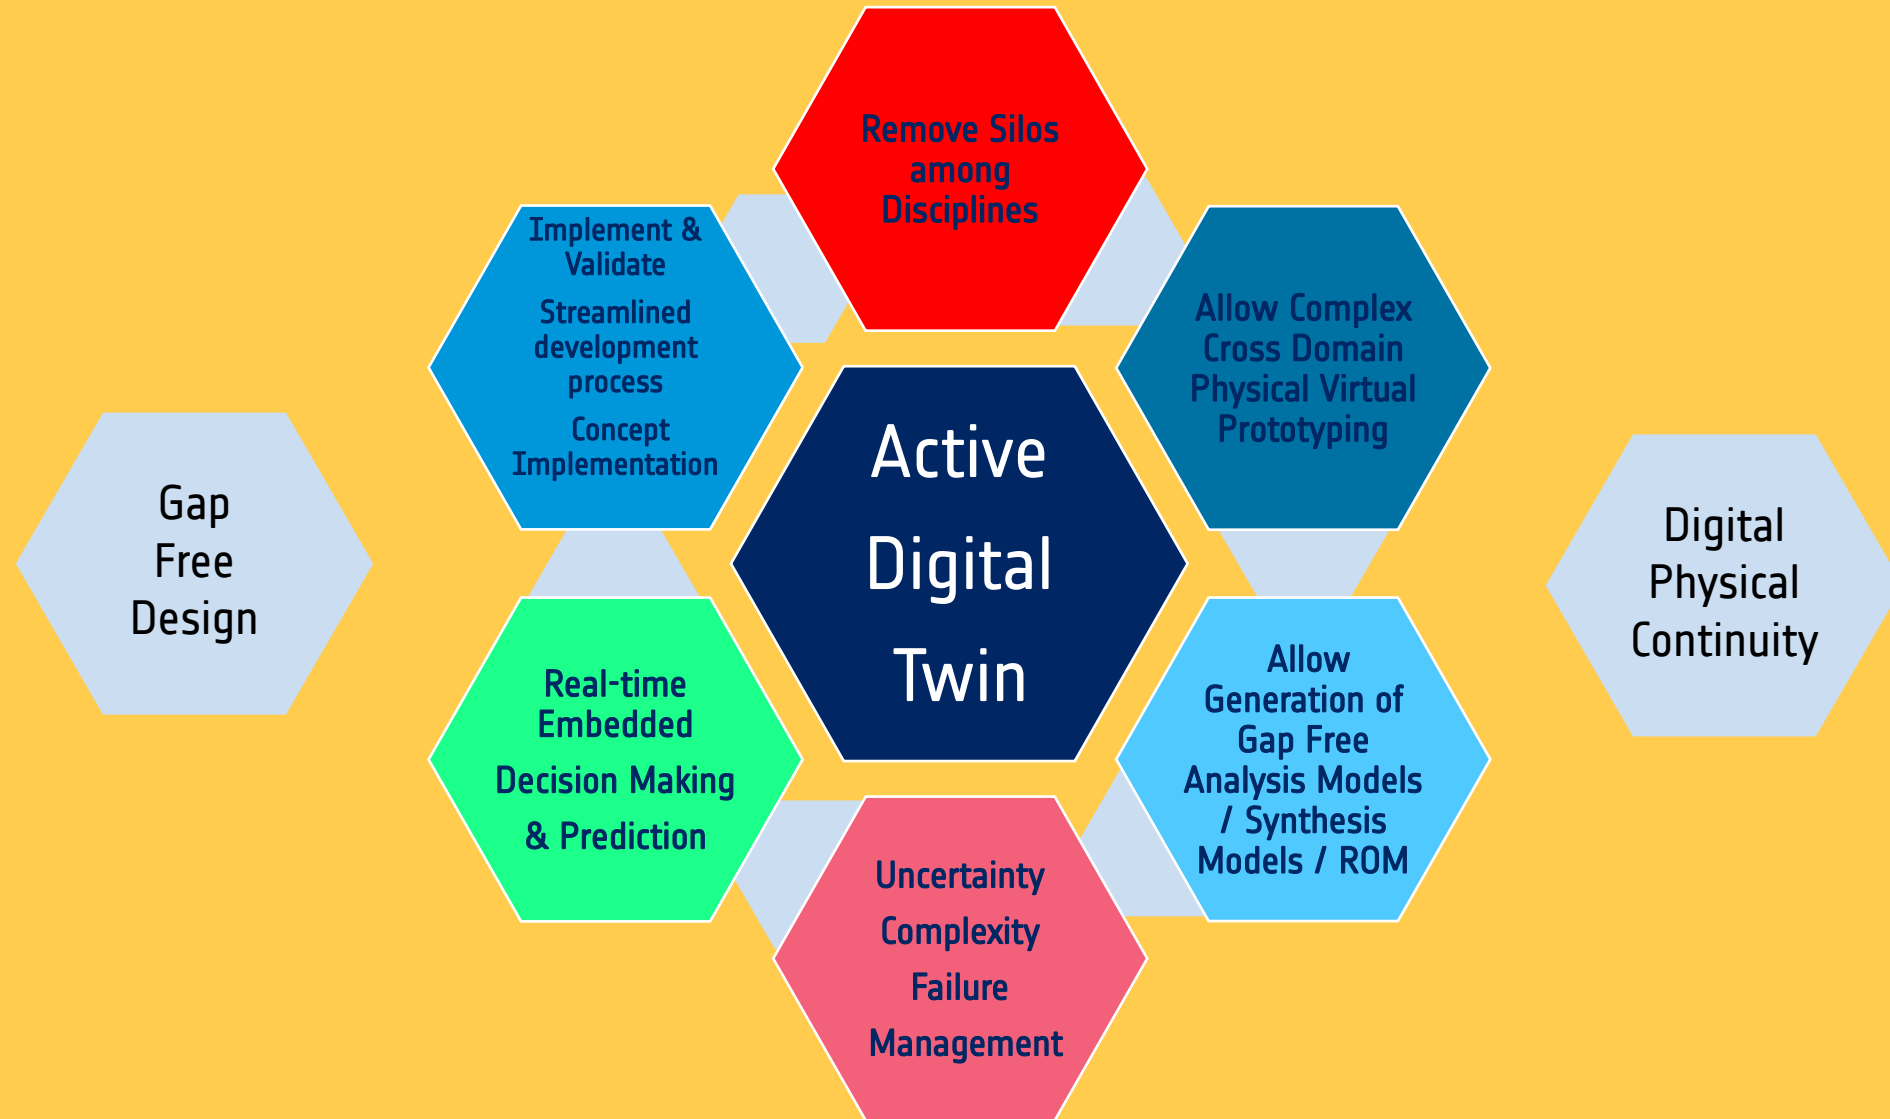 Remove Silos
among
Disciplines
Implement &
Validate
Streamlined
development
process
Concept
Implementation
Allow Complex
Cross Domain
Physical Virtual
Prototyping
Gap
Free
Design
Active
Digital
Twin
Digital
Physical
Continuity
Real-time
Embedded
Decision Making
& Prediction
Allow
Generation of
Gap Free
Analysis Models
/ Synthesis
Models / ROM
Uncertainty
Complexity
Failure
Management